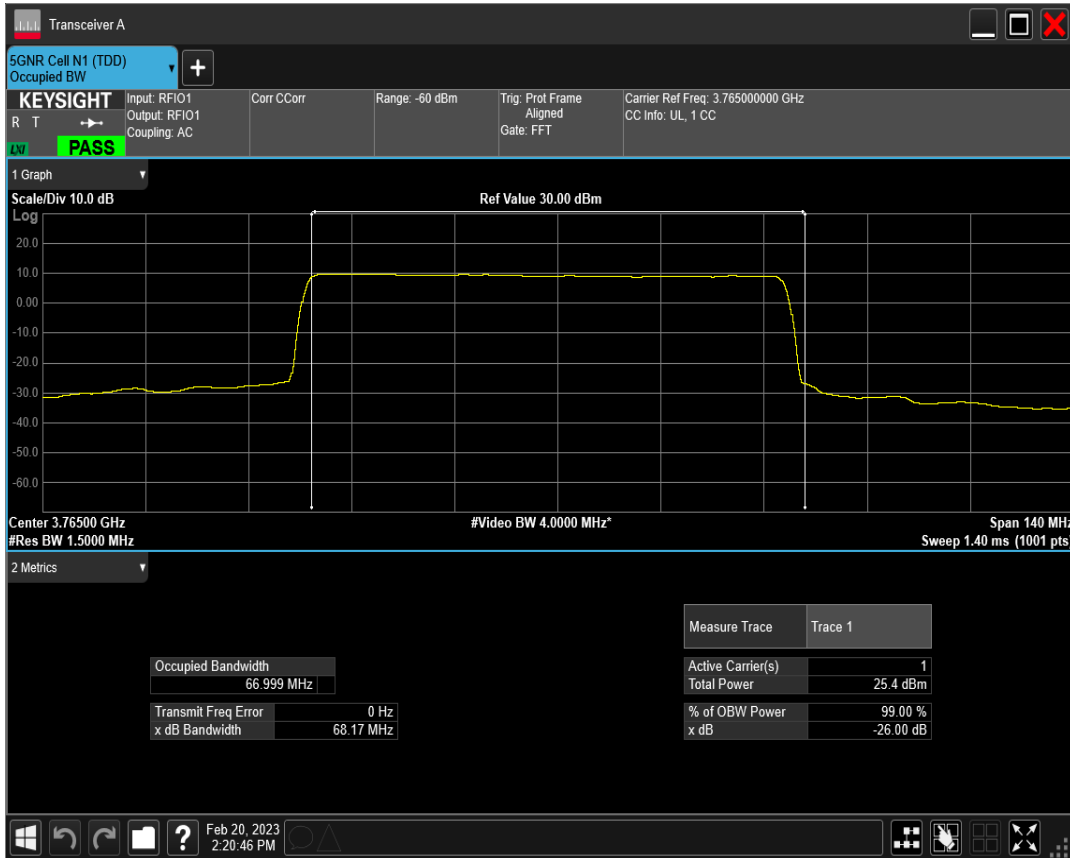 Transceiver A
5GNR Cell N1 (TDD)
Occupied BW
+
KEYSIGHT
R T
LXI
PASS
Input: RFIO1
Output: RFIO1
Coupling: AC
Corr CCorr
Range: -60 dBm
Trig: Prot Frame
Aligned
Gate: FFT
Carrier Ref Freq: 3.765000000 GHz
CC Info: UL, 1 CC
1 Graph
Scale/Div 10.0 dB
Ref Value 30.00 dBm
Log
20.0
10.0
0.00
-10.0
-20.0
-30.0
-40.0
-50.0
-60.0
Center 3.76500 GHz
#Video BW 4.0000 MHz*
Span 140 MHz
#Res BW 1.5000 MHz
Sweep 1.40 ms (1001 pts)
2 Metrics
Measure Trace Trace 1
Occupied Bandwidth
66.999 MHz
Transmit Freq Error 0 Hz
x dB Bandwidth 68.17 MHz
Active Carrier(s) 1
Total Power 25.4 dBm
% of OBW Power 99.00 %
x dB -26.00 dB
?
Feb 20, 2023
2:20:46 PM